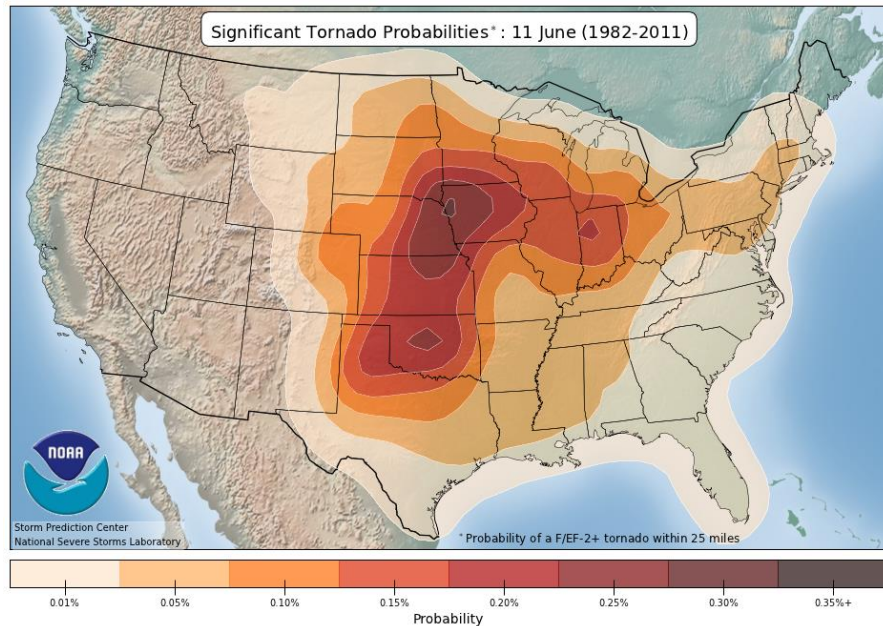 Significant Tornado Probabilities*: 11 June (1982-2011)
NOAA
Storm Prediction Center
National Severe Storms Laboratory
*Probability of a F/EF-2+ tornado within 25 miles
0.01% 0.05% 0.10% 0.15% 0.20% 0.25% 0.30% 0.35%+
Probability